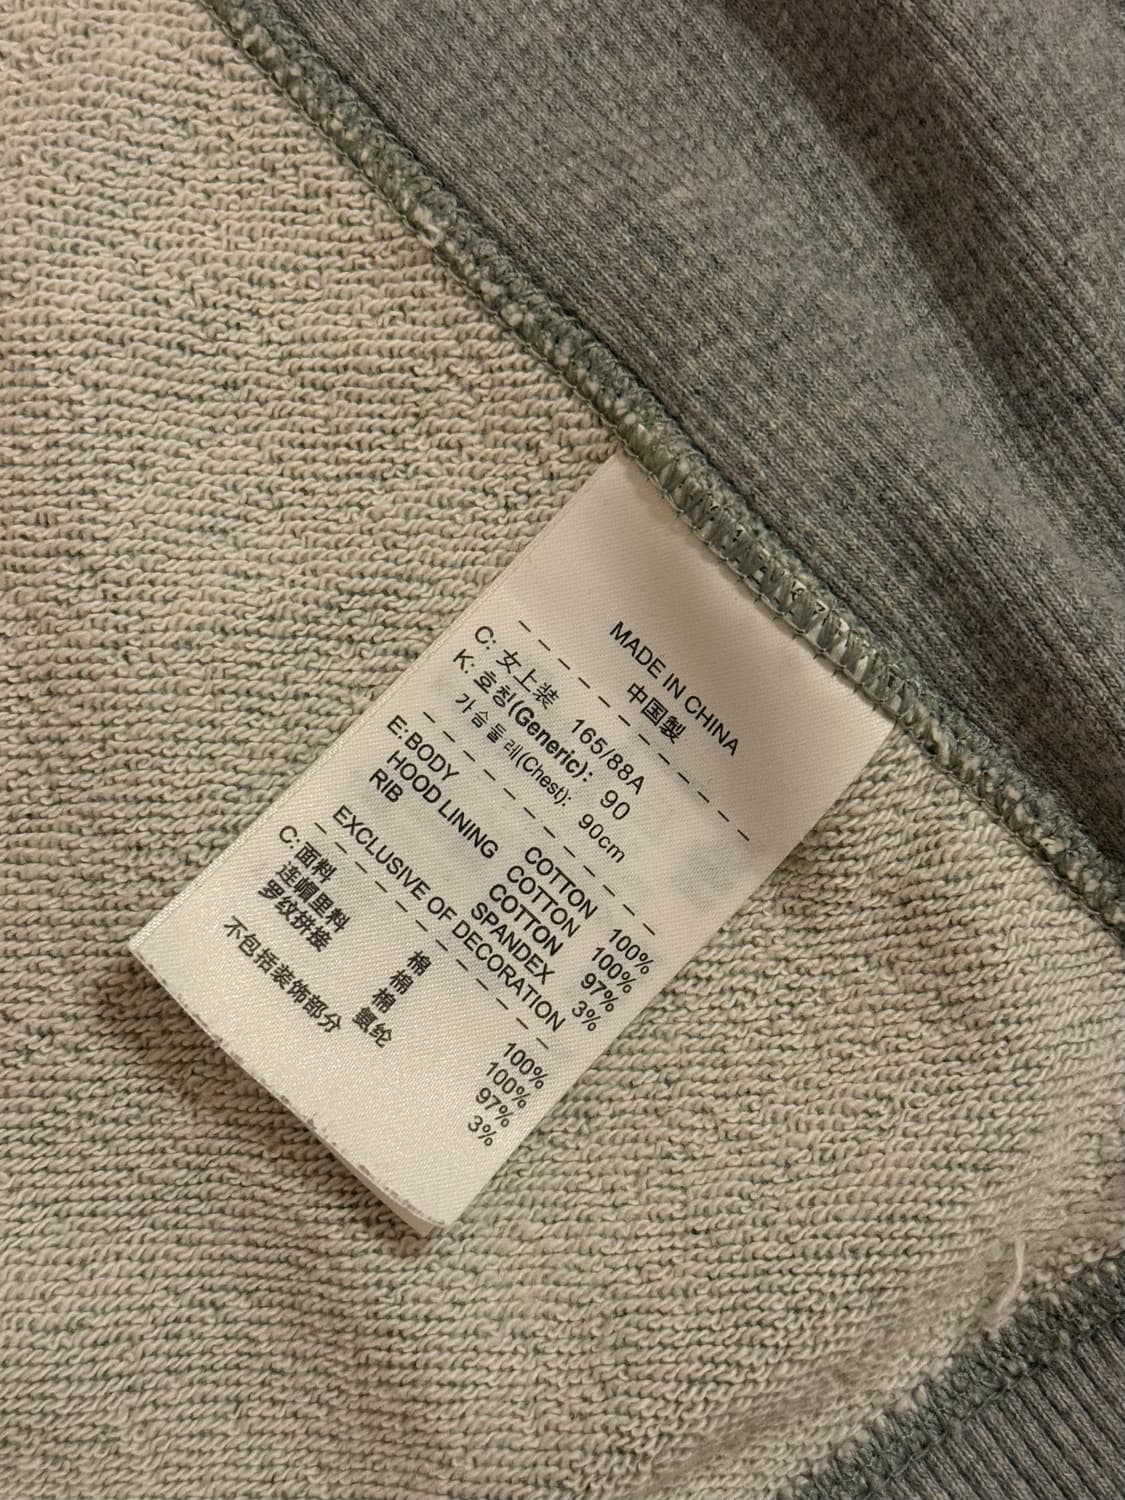 MADE IN CHINA
中国製
C: 女上装 165/88A
K: 호칭(Generic): 90
가슴둘레(Chest): 90cm
E:BODY COTTON 100%
HOOD LINING COTTON 100%
RIB COTTON 97%
SPANDEX 3%
EXCLUSIVE OF DECORATION
C:面料 棉 100%
连帽里料 棉 100%
罗纹拼接 棉 97%
氨纶 3%
不包括装饰部分